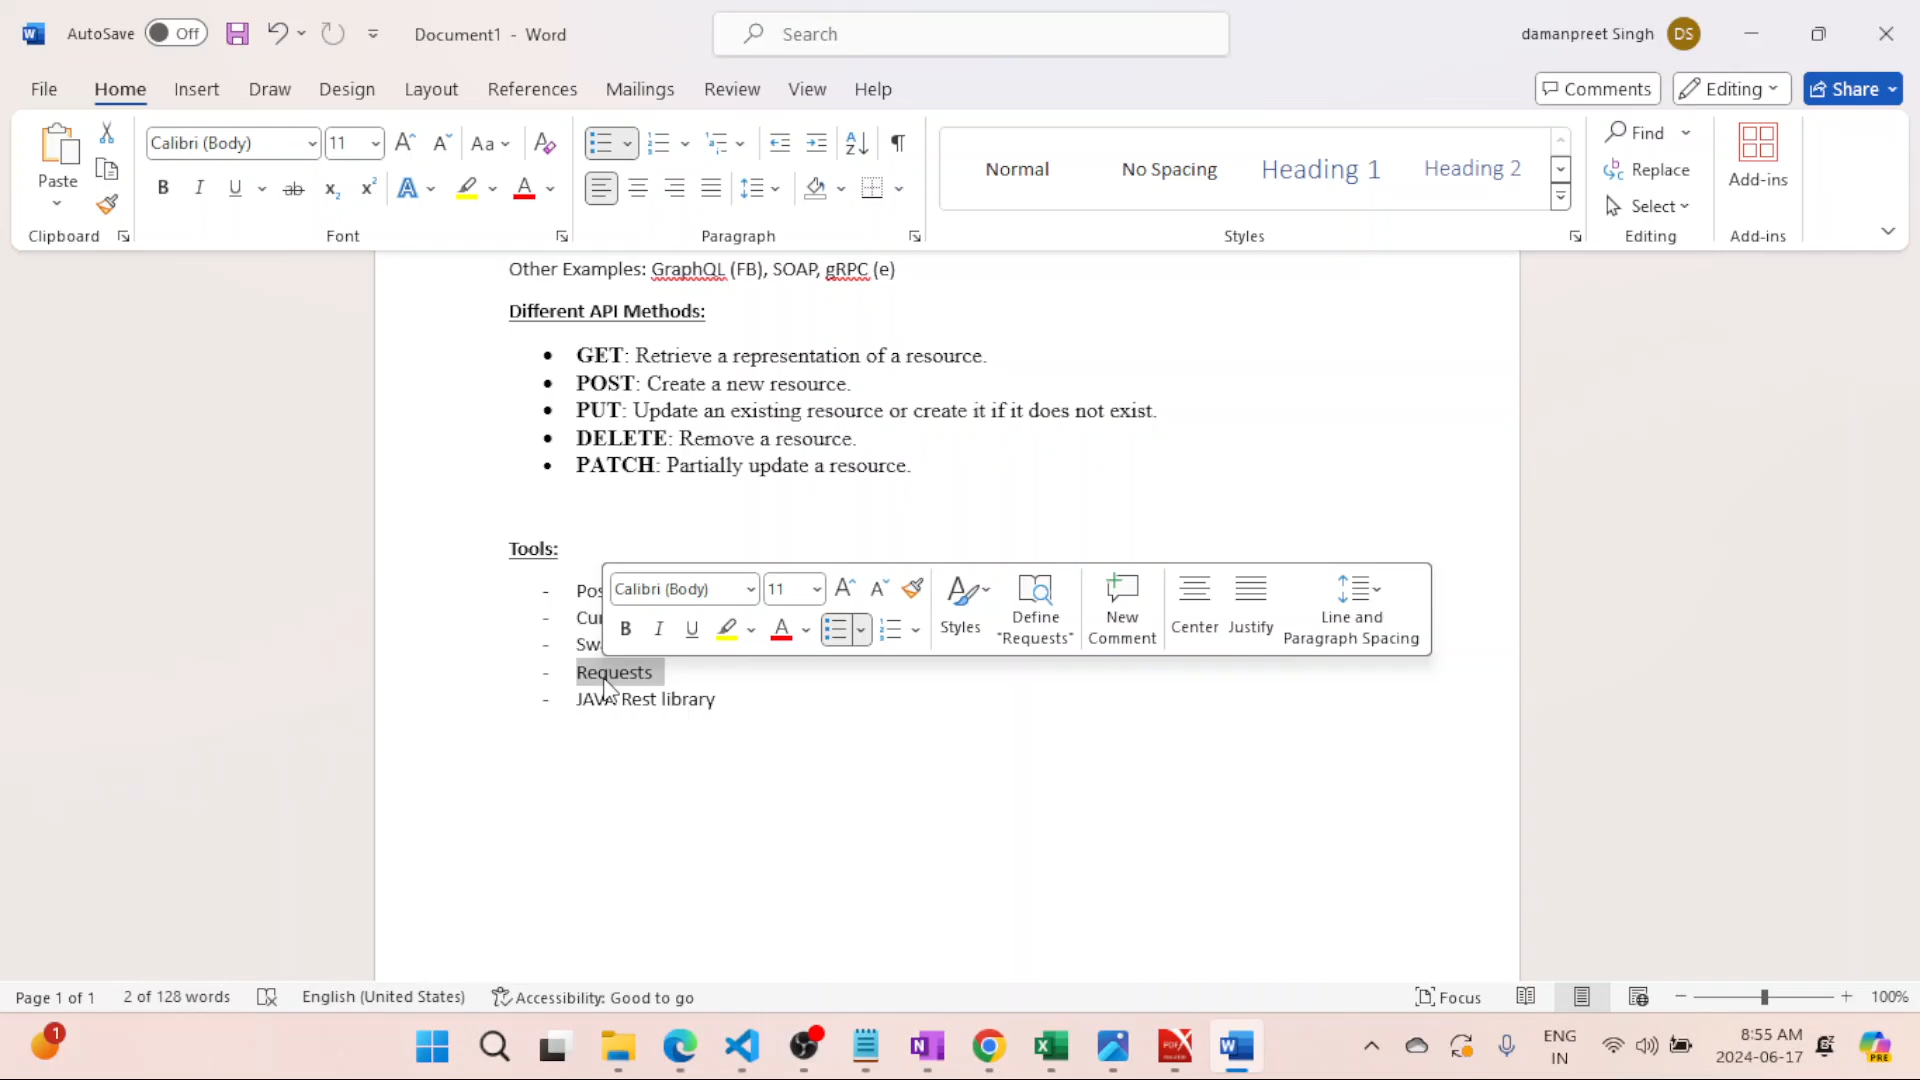 AutoSave Off Document1 - Word Search damanpreet Singh DS
File Home Insert Draw Design Layout References Mailings Review View Help Comments Editing Share
Paste Calibri (Body) 11 Aa Normal No Spacing Heading 1 Heading 2 Find Replace Select Add-ins
Clipboard Font Paragraph Styles Editing Add-ins
Other Examples: GraphQL (FB), SOAP, gRPC (e)
Different API Methods:
• GET: Retrieve a representation of a resource.
• POST: Create a new resource.
• PUT: Update an existing resource or create it if it does not exist.
• DELETE: Remove a resource.
• PATCH: Partially update a resource.
Tools:
Calibri (Body) 11
B I U Styles Define "Requests" New Comment Center Justify Line and Paragraph Spacing
- Requests
- JAVA Rest library
Page 1 of 1 2 of 128 words English (United States) Accessibility: Good to go Focus 100%
1 ENG IN 8:55 AM 2024-06-17 PRE